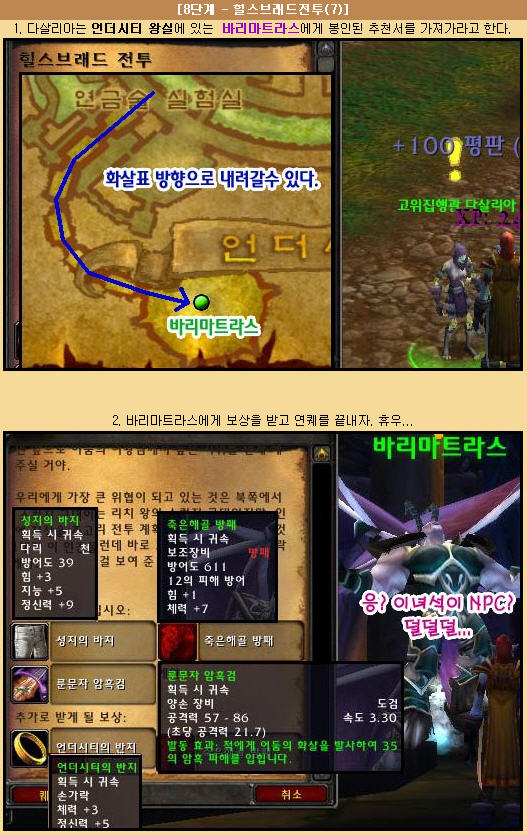 [8단계 - 힐스브래드전투(7)]
1. 다살리아는 언더시티 왕실에 있는 바리마트라스에게 봉인된 추천서를 가져가라고 한다.
힐스브래드 전투
연금술 실험실
화살표 방향으로 내려갈수 있다.
언더시
바리마트라스
+100 평판 (
고위집행관 다살리아
XP: 2
2. 바리마트라스에게 보상을 받고 연퀘를 끝내자. 휴우...
주실 거야.
우리에게 가장 큰 위협이 되고 있는 것은 북쪽에서
성지의 바지
획득 시 귀속
다리 천
방어도 39
힘 +3
지능 +5
정신력 +9
죽은해골 방패
획득 시 귀속
보조장비 방패
방어도 611
12의 피해 방어
힘 +1
체력 +7
십시오:
성지의 바지
죽은해골 방패
룬문자 암흑검
추가로 받게 될 보상:
언더시티의 반지
룬문자 암흑검
획득 시 귀속
양손 장비 도검
공격력 57 - 86 속도 3.30
(초당 공격력 21.7)
발동 효과: 적에게 어둠의 화살을 발사하여 35
의 암흑 피해를 입힙니다.
언더시티의 반지
획득 시 귀속
손가락
체력 +3
정신력 +5
퀘
취소
바리마트라스
응? 이녀석이 NPC?
덜덜덜...